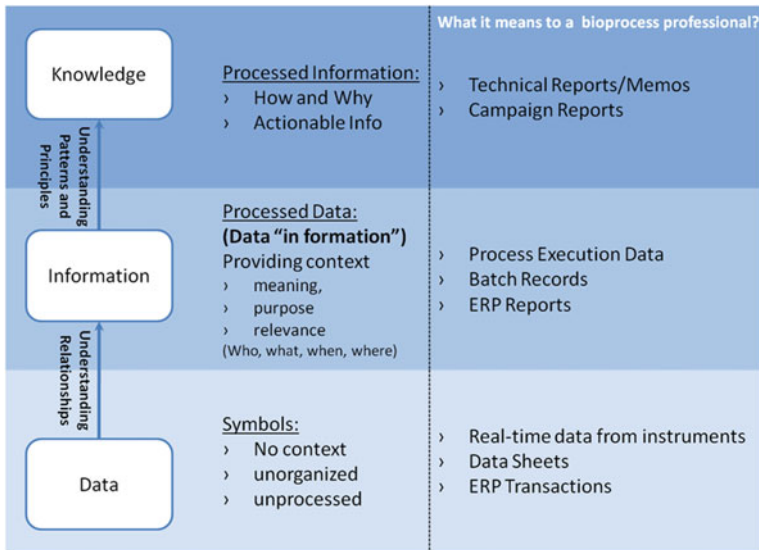 What it means to a bioprocess professional?
Knowledge
Processed Information:
› How and Why
› Actionable Info
› Technical Reports/Memos
› Campaign Reports
Understanding
Patterns and
Principles
Information
Processed Data:
(Data “in formation”)
Providing context
› meaning,
› purpose
› relevance
(Who, what, when, where)
› Process Execution Data
› Batch Records
› ERP Reports
Understanding
Relationships
Data
Symbols:
› No context
› unorganized
› unprocessed
› Real-time data from instruments
› Data Sheets
› ERP Transactions